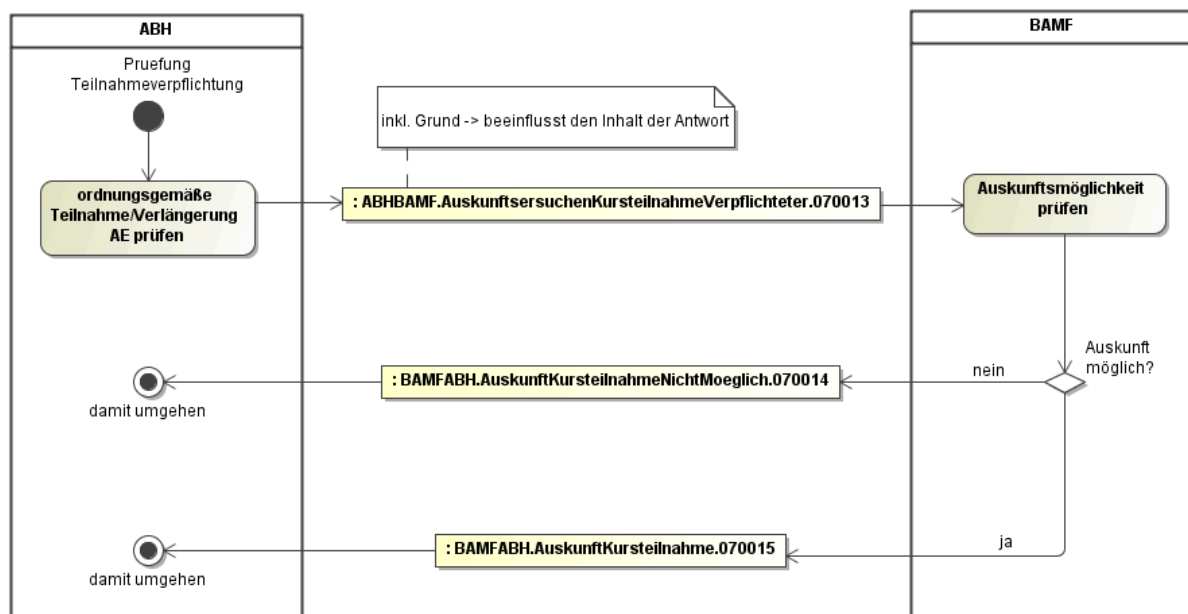 ABH
BAMF
Pruefung
Teilnahmeverpflichtung
inkl. Grund -> beeinflusst den Inhalt der Antwort
ordnungsgemäße
Teilnahme/Verlängerung
AE prüfen
: ABHBAMF.AuskunftsersuchenKursteilnahmeVerpflichteter.070013
Auskunftsmöglichkeit
prüfen
Auskunft
möglich?
nein
: BAMFABH.AuskunftKursteilnahmeNichtMoeglich.070014
damit umgehen
ja
: BAMFABH.AuskunftKursteilnahme.070015
damit umgehen